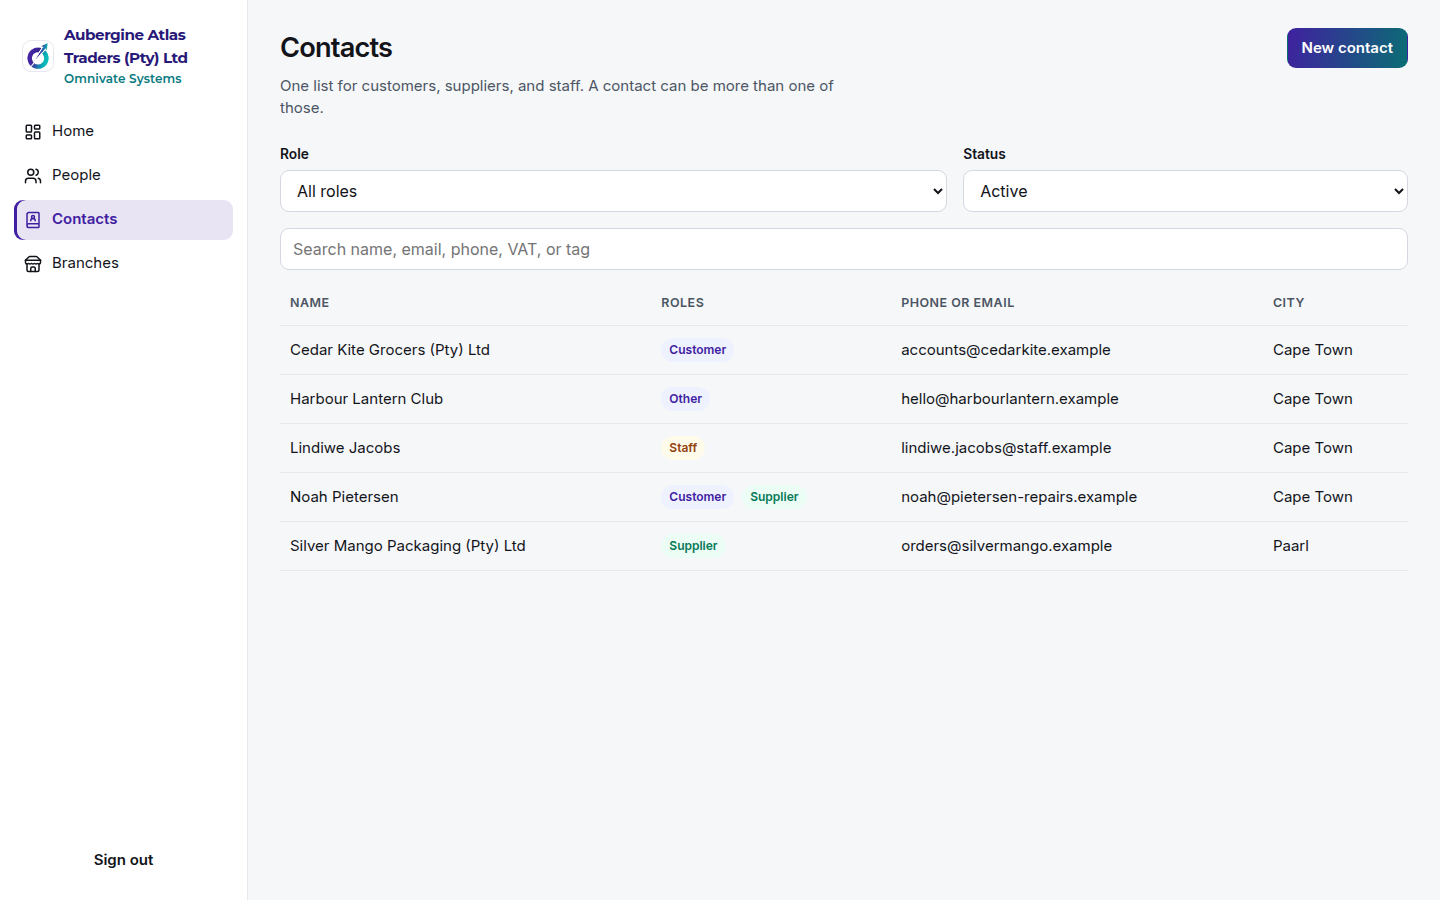 Aubergine Atlas
Traders (Pty) Ltd
Omnivate Systems
Home
People
Contacts
Branches
Sign out
Contacts
New contact
One list for customers, suppliers, and staff. A contact can be more than one of
those.
Role
Status
All roles
Active
Search name, email, phone, VAT, or tag
NAME ROLES PHONE OR EMAIL CITY
Cedar Kite Grocers (Pty) Ltd Customer accounts@cedarkite.example Cape Town
Harbour Lantern Club Other hello@harbourlantern.example Cape Town
Lindiwe Jacobs Staff lindiwe.jacobs@staff.example Cape Town
Noah Pietersen Customer Supplier noah@pietersen-repairs.example Cape Town
Silver Mango Packaging (Pty) Ltd Supplier orders@silvermango.example Paarl